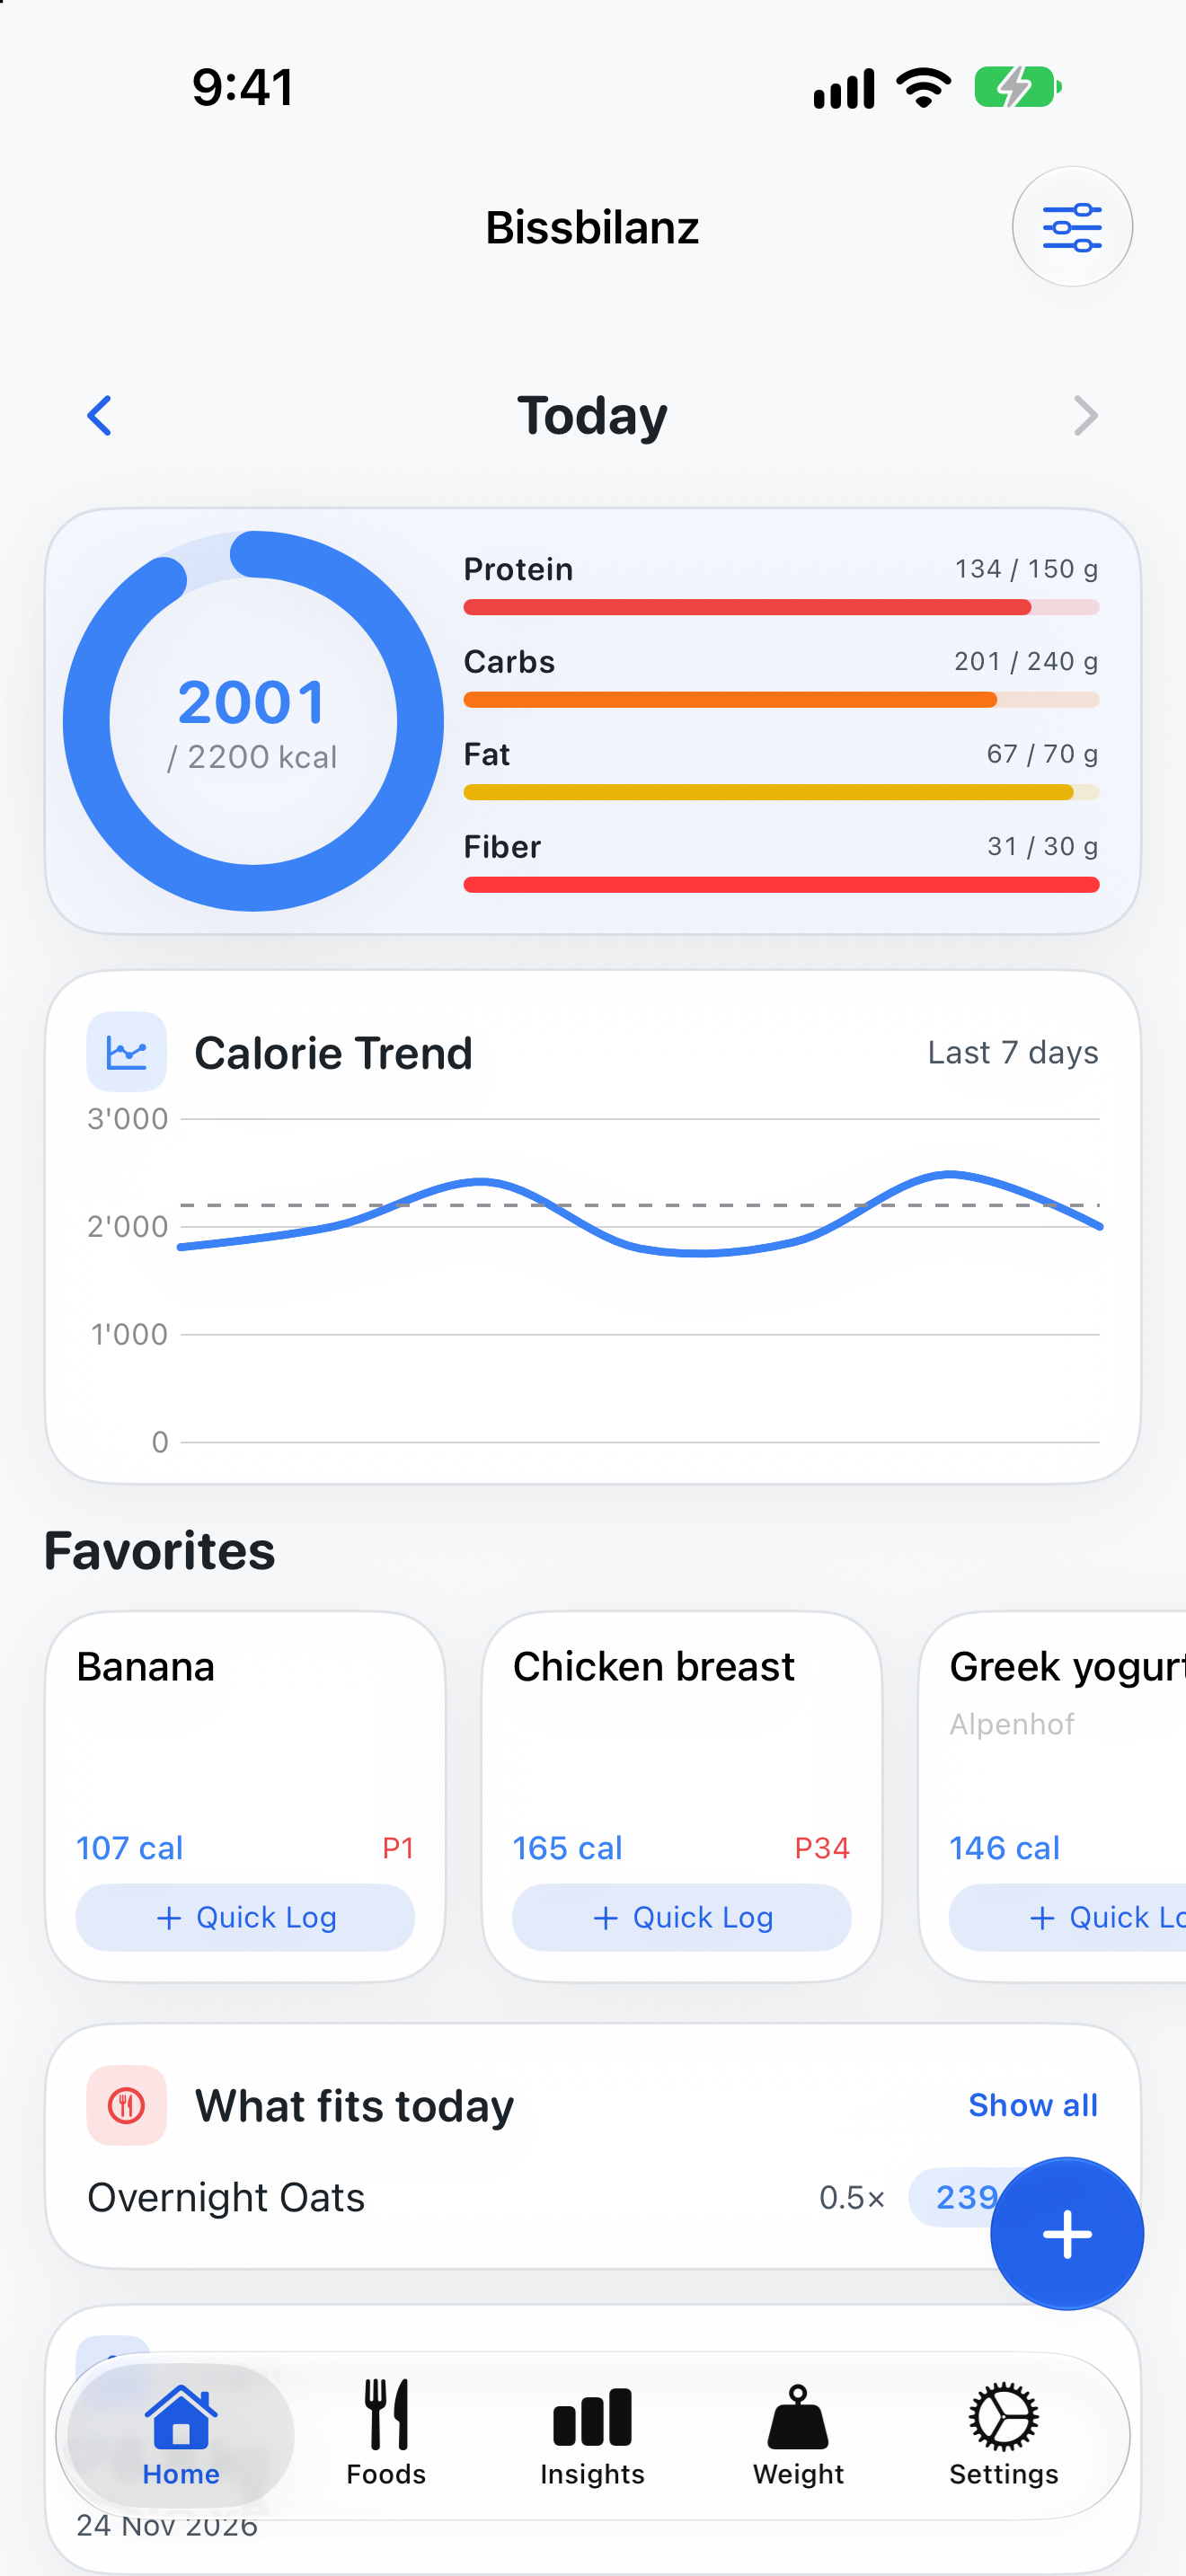 9:41
Bissbilanz
Today
2001
/ 2200 kcal
Protein 134 / 150 g
Carbs 201 / 240 g
Fat 67 / 70 g
Fiber 31 / 30 g
Calorie Trend Last 7 days
3'000
2'000
1'000
0
Favorites
Banana
107 cal P1
+ Quick Log
Chicken breast
165 cal P34
+ Quick Log
Greek yogurt
Alpenhof
146 cal
+ Quick Lo
What fits today Show all
Overnight Oats 0.5× 239
Home Foods Insights Weight Settings
24 Nov 2026